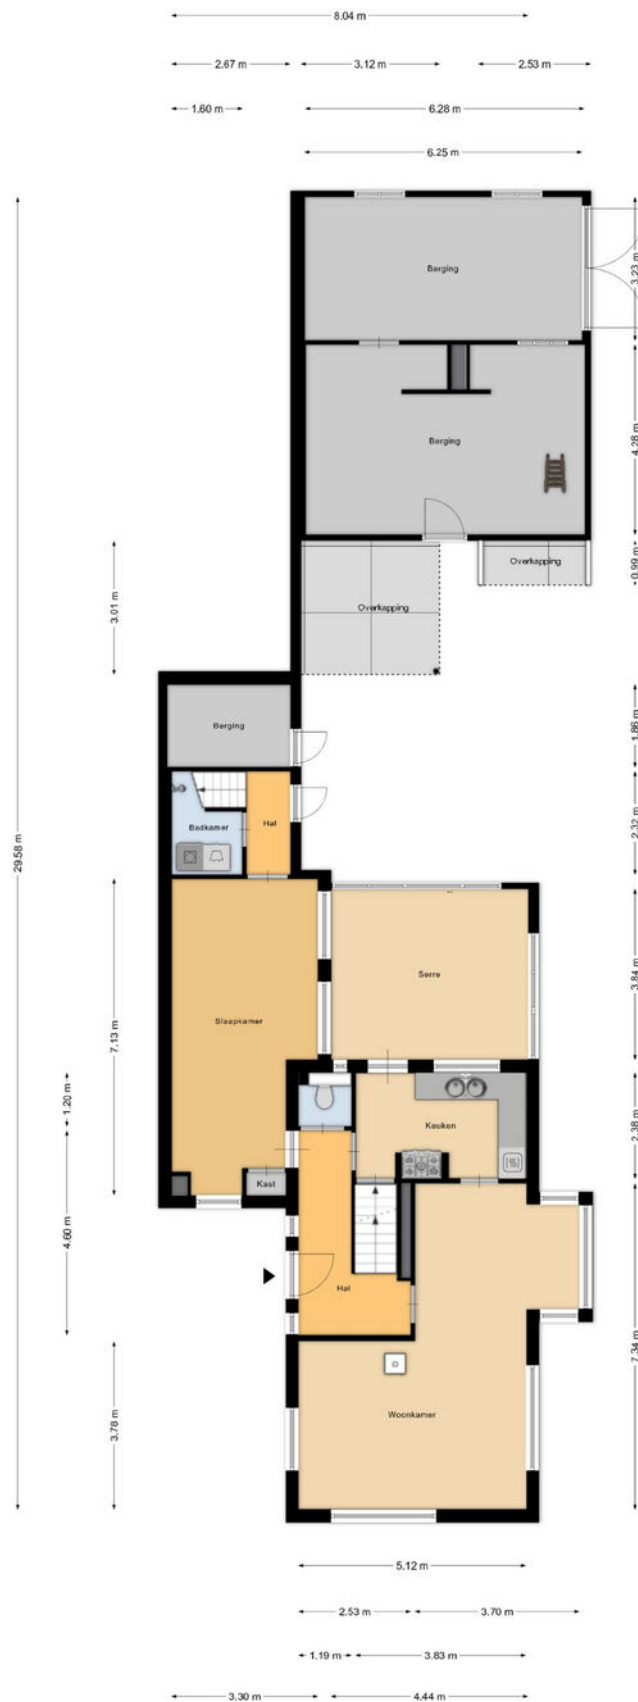 8.04 m
2.67 m
3.12 m
2.53 m
1.60 m
6.28 m
6.25 m
Berging
3.23 m
Berging
4.28 m
Overkapping
0.99 m
3.01 m
Overkapping
Berging
1.86 m
Badkamer
Hal
2.32 m
29.58 m
Serre
3.84 m
7.13 m
Slaapkamer
1.20 m
Keuken
2.38 m
Kast
4.60 m
Hal
7.34 m
3.78 m
Woonkamer
5.12 m
2.53 m
3.70 m
1.19 m
3.83 m
3.30 m
4.44 m